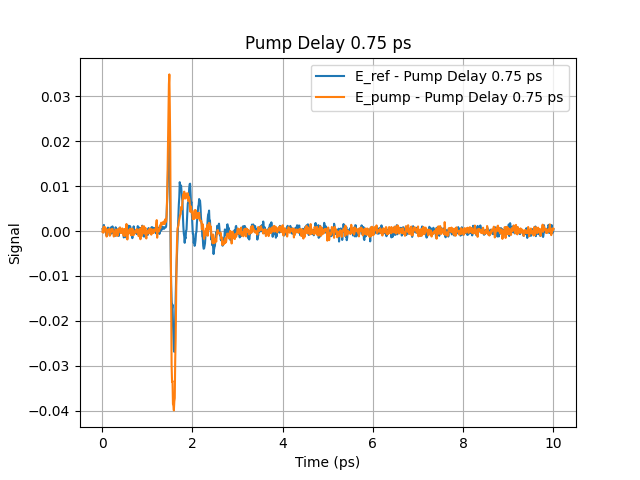 Pump Delay 0.75 ps
E_ref - Pump Delay 0.75 ps
E_pump - Pump Delay 0.75 ps
0.03
0.02
0.01
0.00
−0.01
−0.02
−0.03
−0.04
Signal
0 2 4 6 8 10
Time (ps)